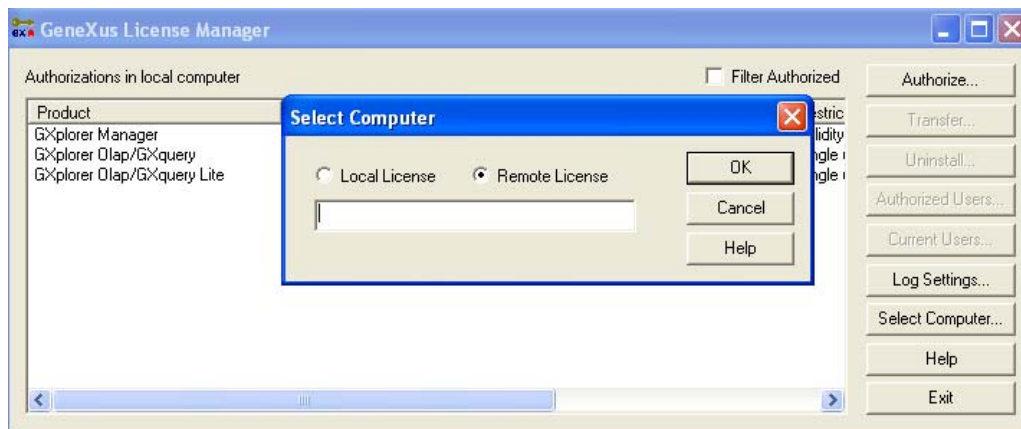 GeneXus License Manager
Authorizations in local computer
Filter Authorized
Product
GXplorer Manager
GXplorer Olap/GXquery
GXplorer Olap/GXquery Lite
Select Computer
Local License
Remote License
OK
Cancel
Help
Authorize...
Transfer...
Uninstall...
Authorized Users...
Current Users...
Log Settings...
Select Computer...
Help
Exit